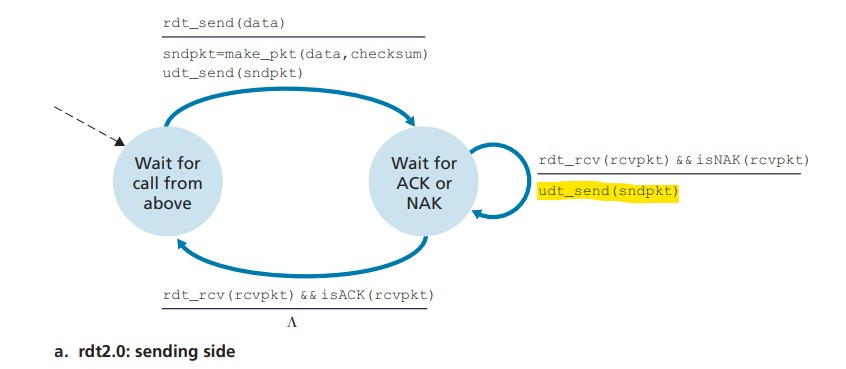 rdt_send(data)
sndpkt=make_pkt(data,checksum)
udt_send(sndpkt)
Wait for
call from
above
Wait for
ACK or
NAK
rdt_rcv(rcvpkt) && isNAK(rcvpkt)
udt_send(sndpkt)
rdt_rcv(rcvpkt) && isACK(rcvpkt)
Λ
a. rdt2.0: sending side